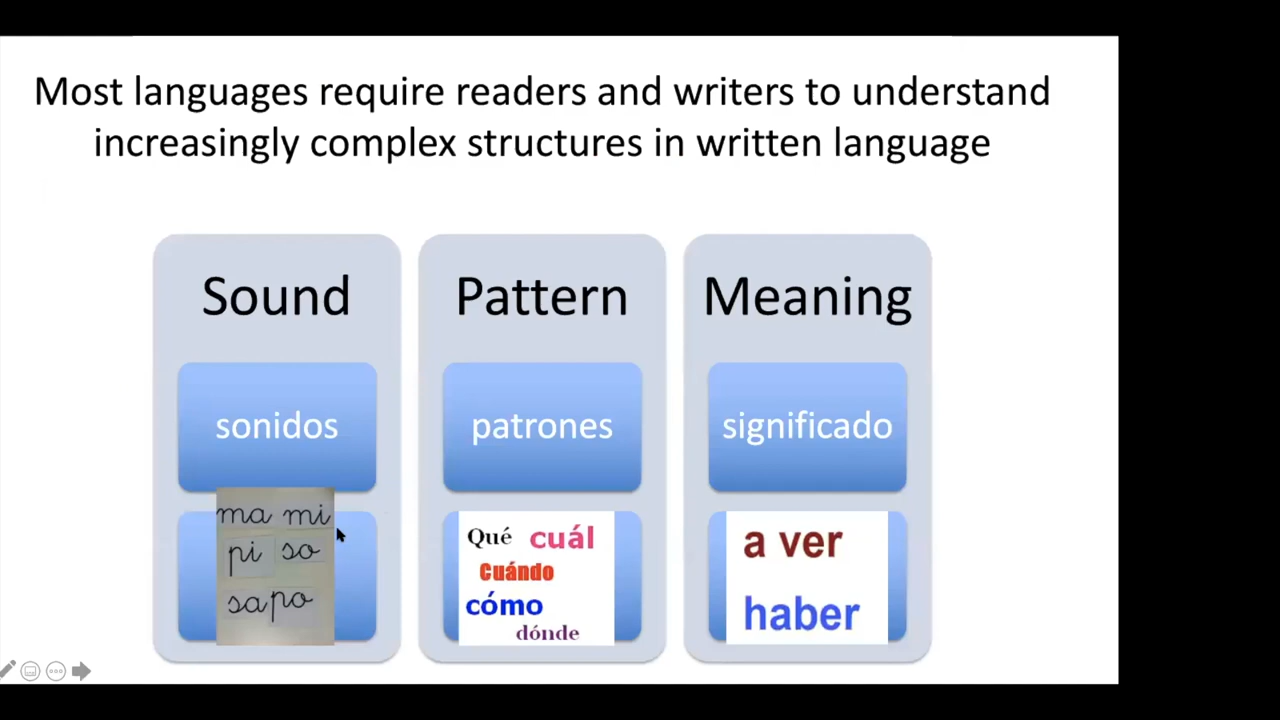 Most languages require readers and writers to understand
increasingly complex structures in written language
Sound
sonidos
ma mi
pi so
sapo
Pattern
patrones
Qué cuál
Cuándo
cómo
dónde
Meaning
significado
a ver
haber